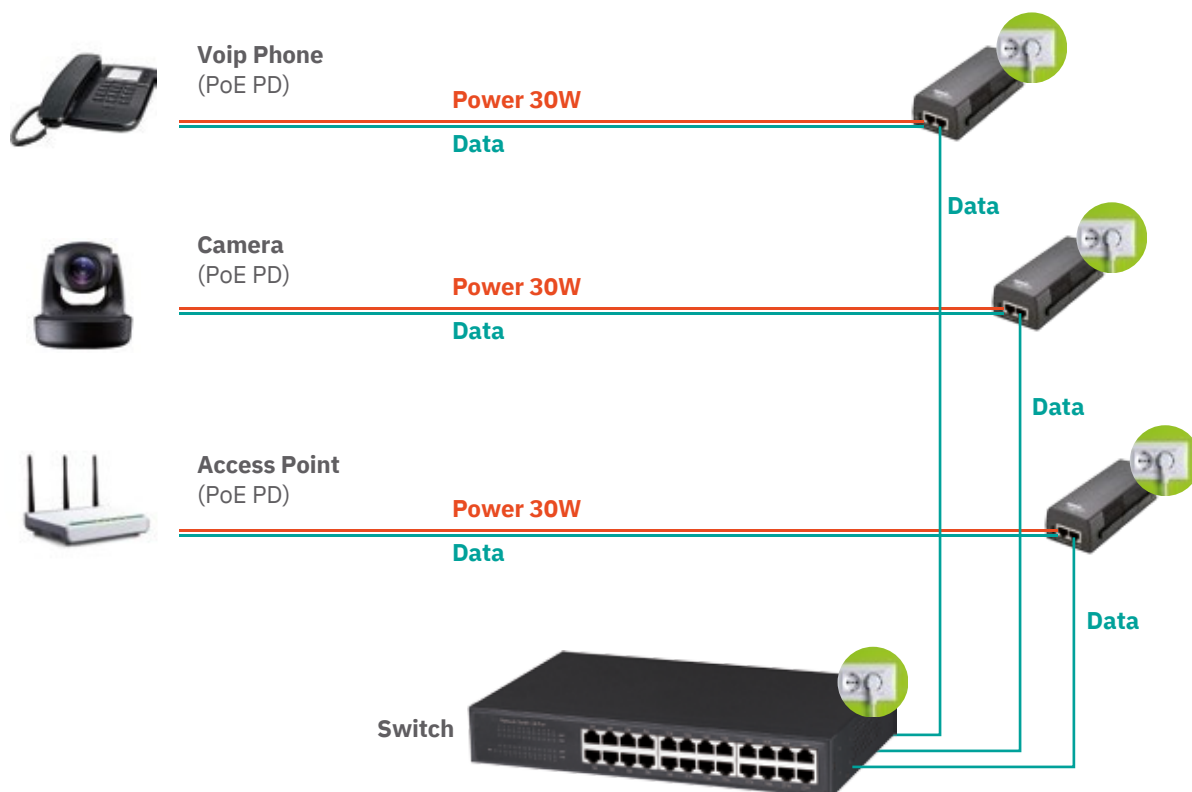 Voip Phone
(PoE PD)
Power 30W
Data
Data
Camera
(PoE PD)
Power 30W
Data
Data
Access Point
(PoE PD)
Power 30W
Data
Data
Switch